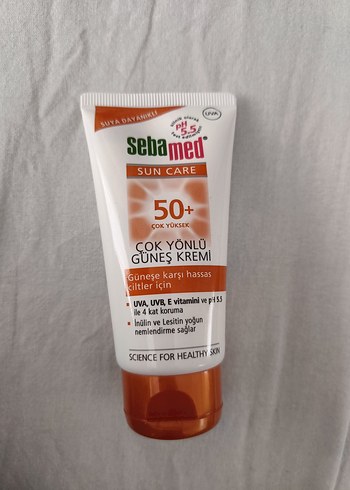 SUYA DAYANIKLI
pH
5.5
UVA
sebamed
SUN CARE
50+
ÇOK YÜKSEK
ÇOK YÖNLÜ
GÜNEŞ KREMİ
Güneşe karşı hassas
ciltler için
UVA, UVB, E vitamini ve pH 5.5
ile 4 kat koruma
İnülin ve Lesitin yoğun
nemlendirme sağlar
SCIENCE FOR HEALTHY SKIN